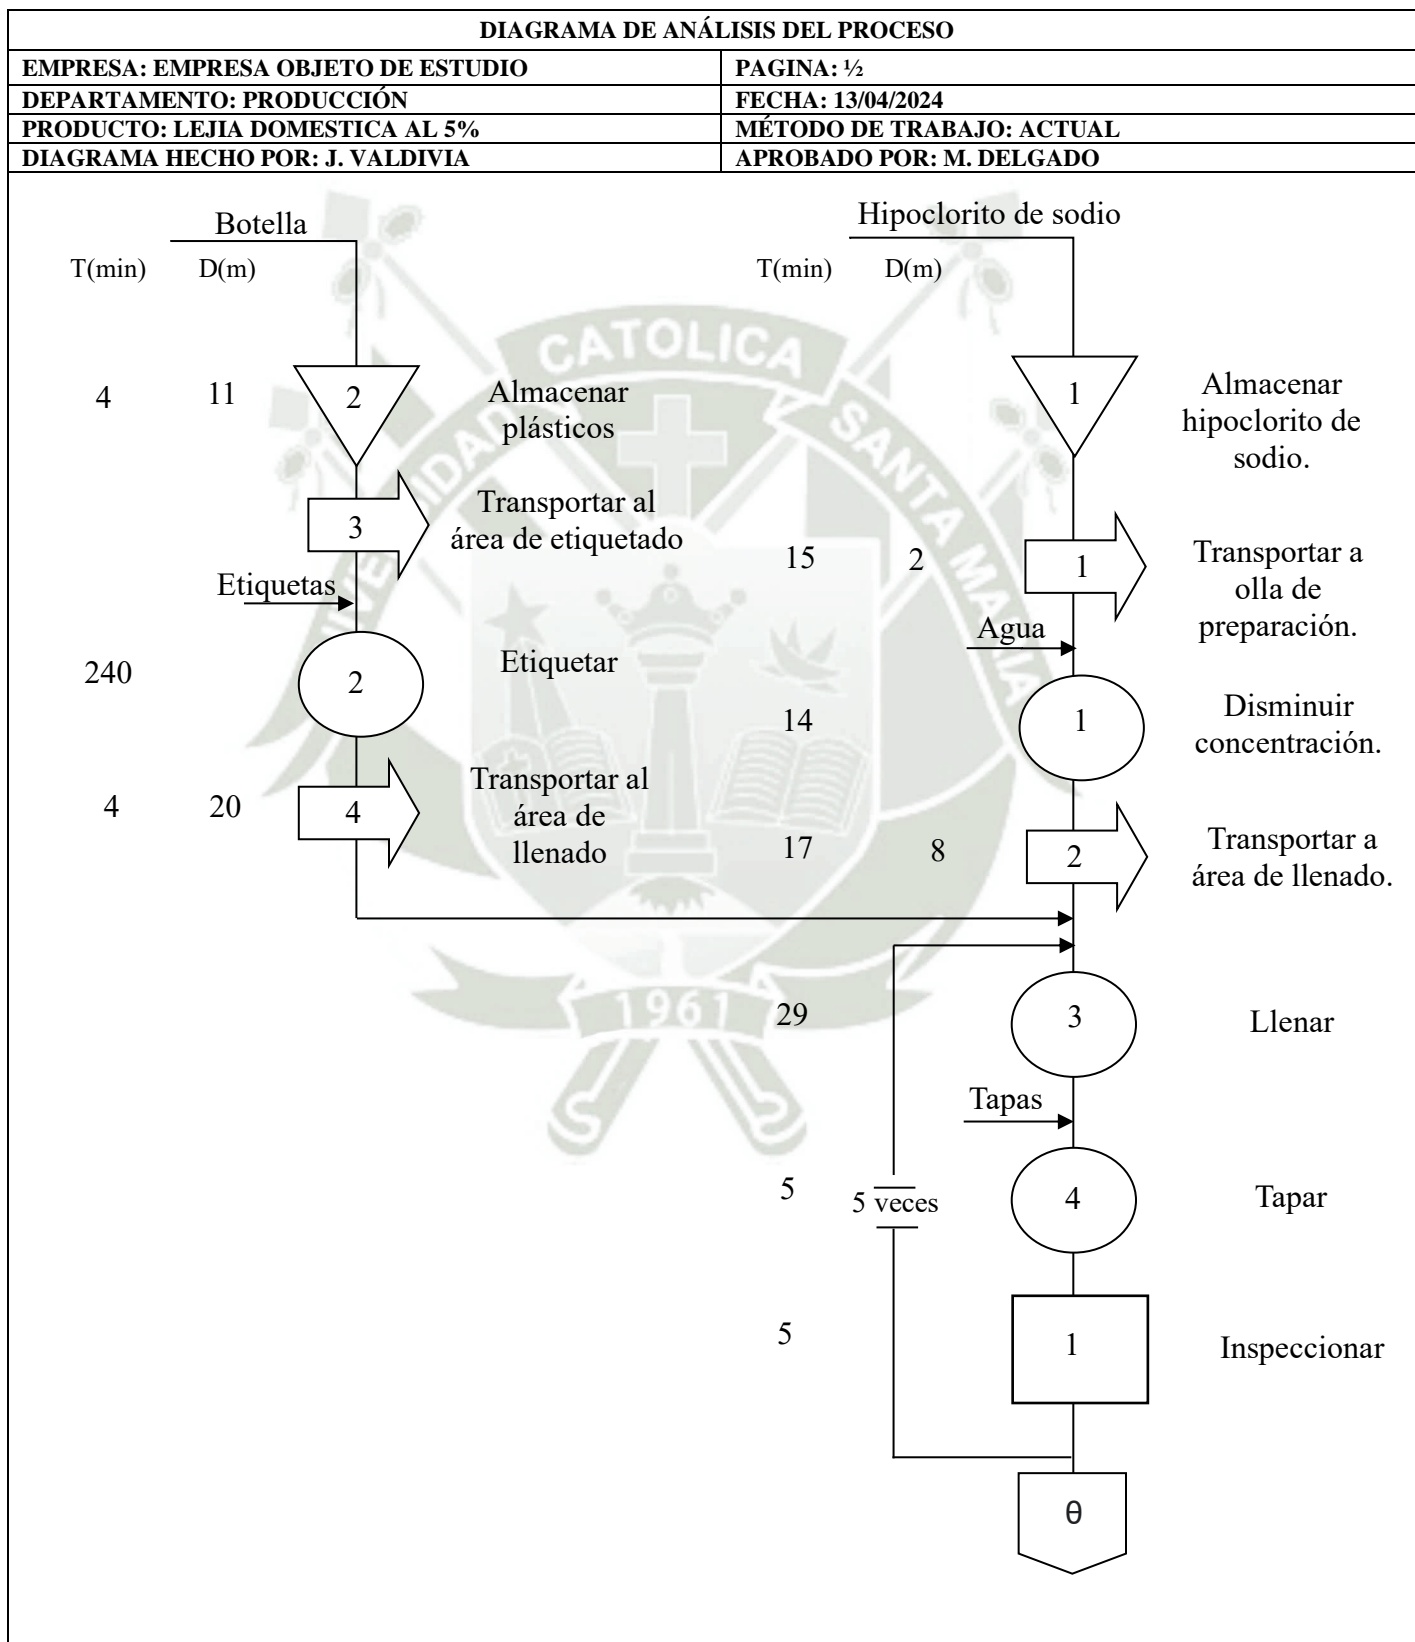 DIAGRAMA DE ANÁLISIS DEL PROCESO
EMPRESA: EMPRESA OBJETO DE ESTUDIO
PAGINA: ½
DEPARTAMENTO: PRODUCCIÓN
FECHA: 13/04/2024
PRODUCTO: LEJIA DOMESTICA AL 5%
MÉTODO DE TRABAJO: ACTUAL
DIAGRAMA HECHO POR: J. VALDIVIA
APROBADO POR: M. DELGADO
Botella
T(min) D(m)
4 11 2 Almacenar
plásticos
3 Transportar al
área de etiquetado
Etiquetas
240 2 Etiquetar
4 20 4 Transportar al
área de
llenado
Hipoclorito de sodio
T(min) D(m)
1 Almacenar
hipoclorito de
sodio.
15 2 1 Transportar a
olla de
preparación.
Agua
14 1 Disminuir
concentración.
17 8 2 Transportar a
área de llenado.
29 3 Llenar
Tapas
5 5 veces 4 Tapar
5 1 Inspeccionar
θ
CATOLICA
SANTA MARIA
1961